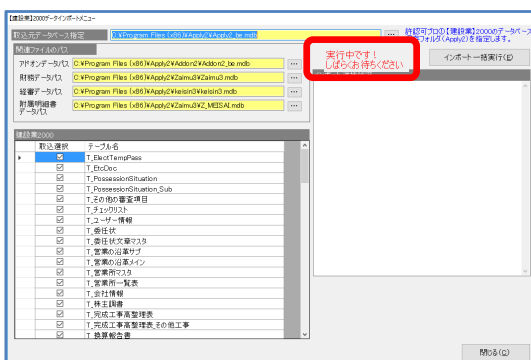 【建設業】2000データインポートメニュー
取込元データベース指定
C:¥Program Files (x86)¥Apply2¥Apply2_be.mdb
...
許認可プロ【建設業】2000のデータベース
フォルダ(Apply2)を指定します。
関連ファイルのパス
アドオンデータパス
C:¥Program Files (x86)¥Apply2¥Addon2¥Addon2_be.mdb
...
財務データパス
C:¥Program Files (x86)¥Apply2¥Zaimu3¥Zaimu3.mdb
...
経審データパス
C:¥Program Files (x86)¥Apply2¥keisin3¥keisin3.mdb
...
附属明細書
データパス
C:¥Program Files (x86)¥Apply2¥Zaimu3¥Z_MEISAI.mdb
...
実行中です！
しばらくお待ちください
インポート一括実行(E)
建設業2000
取込選択 テーブル名
T_ElectTempPass
T_EtcDoc
T_PossessionSituation
T_PossessionSituation_Sub
T_その他の審査項目
T_チェックリスト
T_ユーザー情報
T_委任状
T_委任状文章マスタ
T_営業の沿革サブ
T_営業の沿革メイン
T_営業所マスタ
T_営業所一覧表
T_会社情報
T_株主調書
T_完成工事高整理表
T_完成工事高整理表_その他工事
T_換算報告書
閉じる(C)